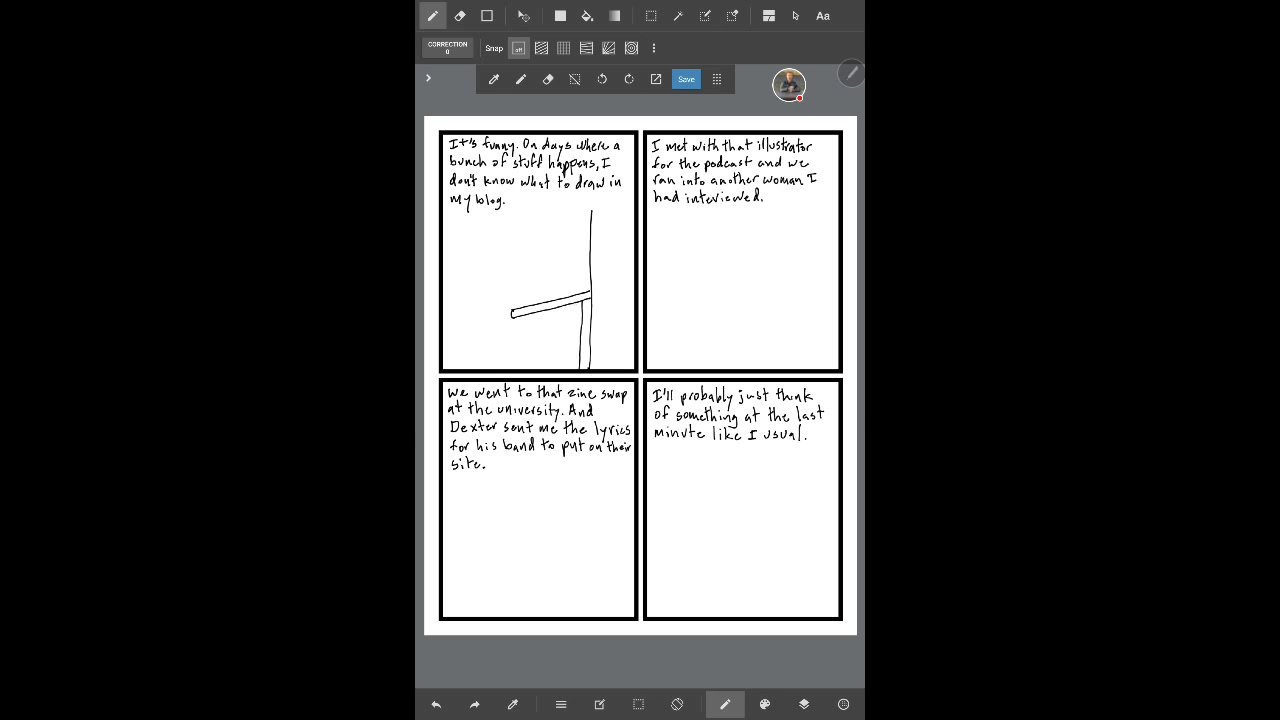 Aa
CORRECTION
0
Snap
off
Save
It's funny. On days where a
bunch of stuff happens, I
don't know what to draw in
my blog.
I met with that illustrator
for the podcast and we
ran into another woman I
had interviewed.
We went to that zine swap
at the university. And
Dexter sent me the lyrics
for his band to put on their
site.
I'll probably just think
of something at the last
minute like I usual.